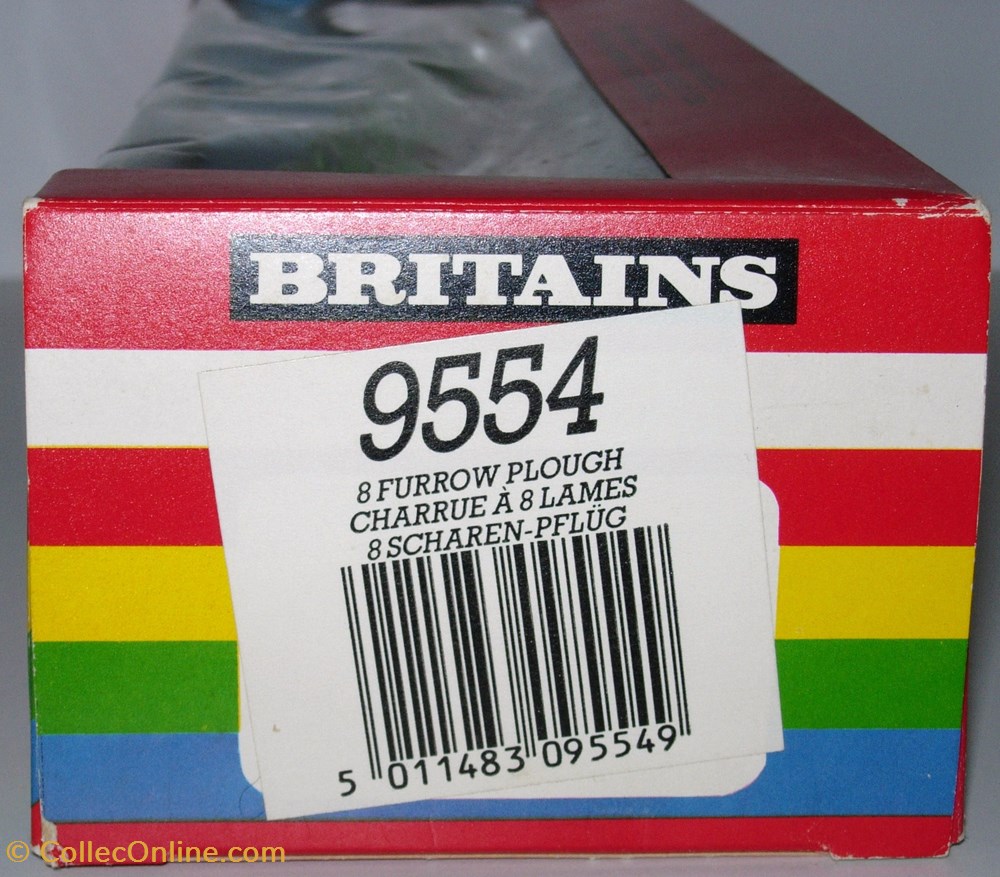 BRITAINS
9554
8 FURROW PLOUGH
CHARRUE À 8 LAMES
8 SCHAREN-PFLÜG
5 011483 095549
© CollecOnline.com